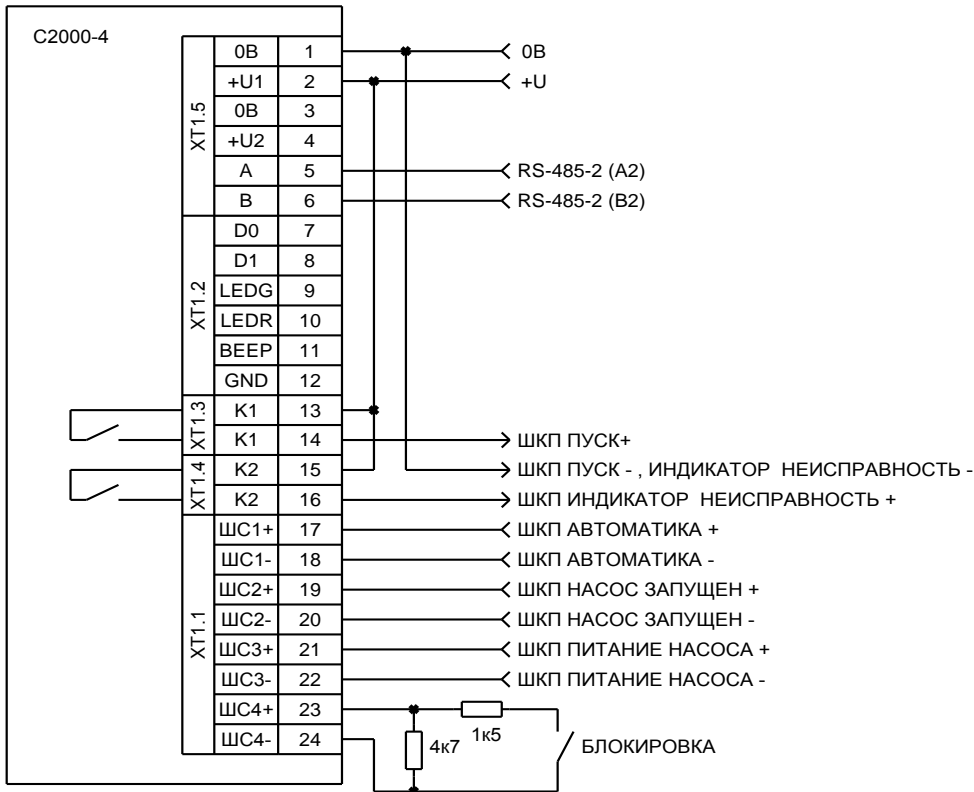 С2000-4
XT1.5
0В 1 0В
+U1 2 +U
0В 3
+U2 4
A 5 RS-485-2 (A2)
B 6 RS-485-2 (B2)
XT1.2
D0 7
D1 8
LEDG 9
LEDR 10
BEEP 11
GND 12
XT1.3
К1 13
К1 14 ШКП ПУСК+
XT1.4
К2 15 ШКП ПУСК - , ИНДИКАТОР НЕИСПРАВНОСТЬ -
К2 16 ШКП ИНДИКАТОР НЕИСПРАВНОСТЬ +
XT1.1
ШС1+ 17 ШКП АВТОМАТИКА +
ШС1- 18 ШКП АВТОМАТИКА -
ШС2+ 19 ШКП НАСОС ЗАПУЩЕН +
ШС2- 20 ШКП НАСОС ЗАПУЩЕН -
ШС3+ 21 ШКП ПИТАНИЕ НАСОСА +
ШС3- 22 ШКП ПИТАНИЕ НАСОСА -
ШС4+ 23
ШС4- 24
4к7
1к5
БЛОКИРОВКА